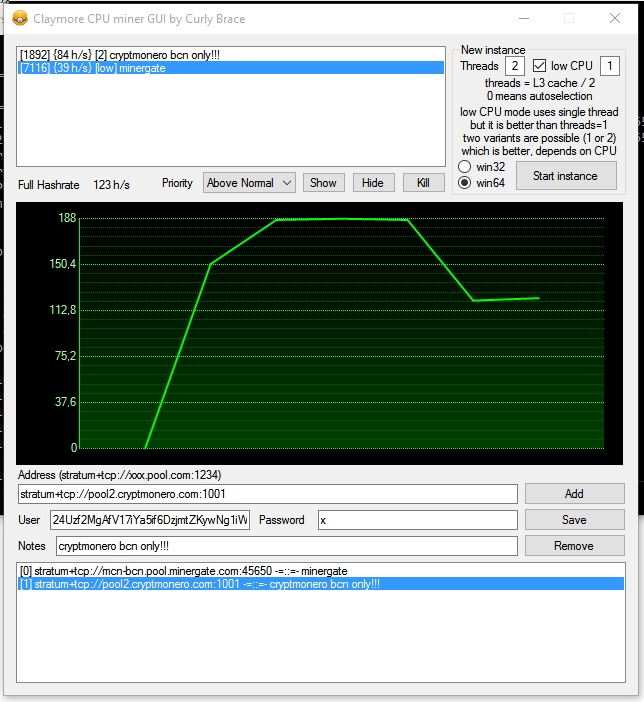 Claymore CPU miner GUI by Curly Brace
[1892] {84 h/s} [2] cryptmonero bcn only!!!
[7116] {39 h/s} [low] minergate
New instance
Threads 2 low CPU 1
threads = L3 cache / 2
0 means autoselection
low CPU mode uses single thread
but it is better than threads=1
two variants are possible (1 or 2)
which is better, depends on CPU
win32
win64
Start instance
Full Hashrate 123 h/s Priority Above Normal Show Hide Kill
188
150,4
112,8
75,2
37,6
0
Address (stratum+tcp://xxx.pool.com:1234)
stratum+tcp://pool2.cryptmonero.com:1001 Add
User 24Uzf2MgAfV17iYa5if6DzjmtZKywNg1iW Password x Save
Notes cryptmonero bcn only!!! Remove
[0] stratum+tcp://mcn-bcn.pool.minergate.com:45650 -=::=- minergate
[1] stratum+tcp://pool2.cryptmonero.com:1001 -=::=- cryptmonero bcn only!!!